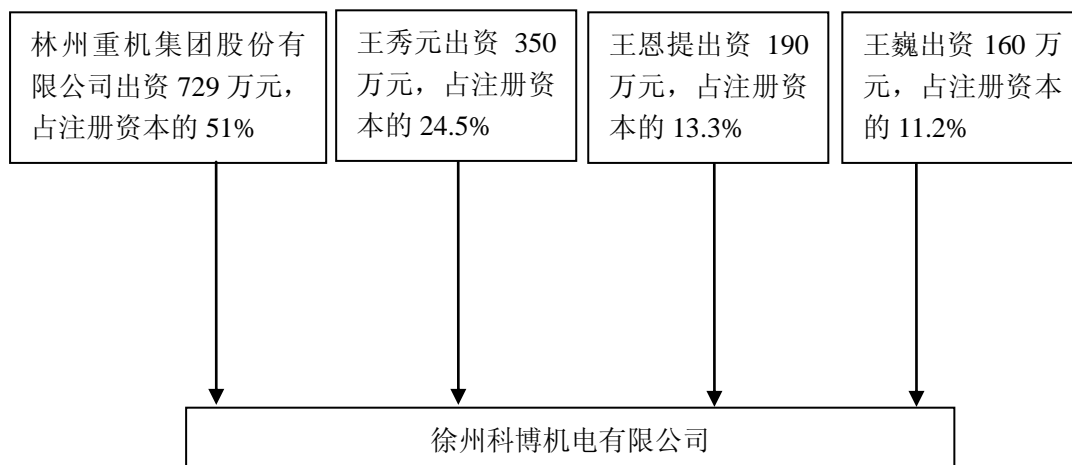 林州重机集团股份有
限公司出资 729 万元，
占注册资本的 51%
王秀元出资 350
万元，占注册资
本的 24.5%
王恩提出资 190
万元，占注册资
本的 13.3%
王巍出资 160 万
元，占注册资本
的 11.2%
徐州科博机电有限公司